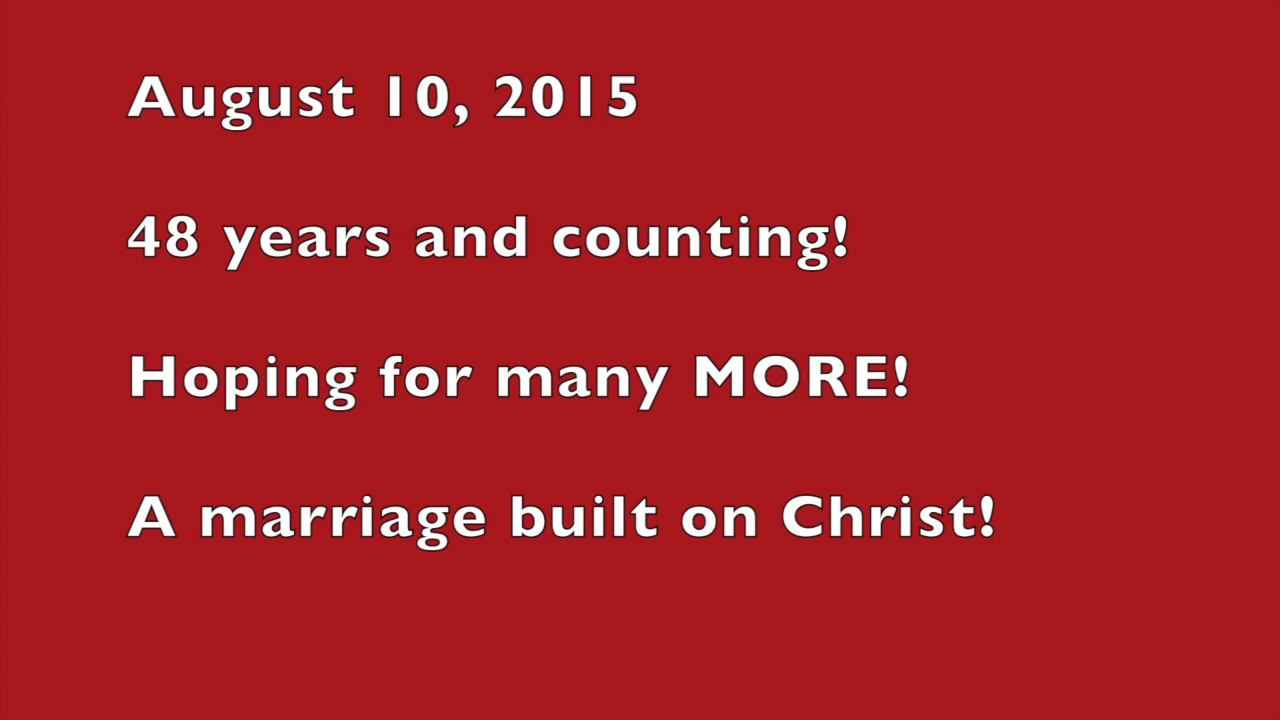 August 10, 2015
48 years and counting!
Hoping for many MORE!
A marriage built on Christ!